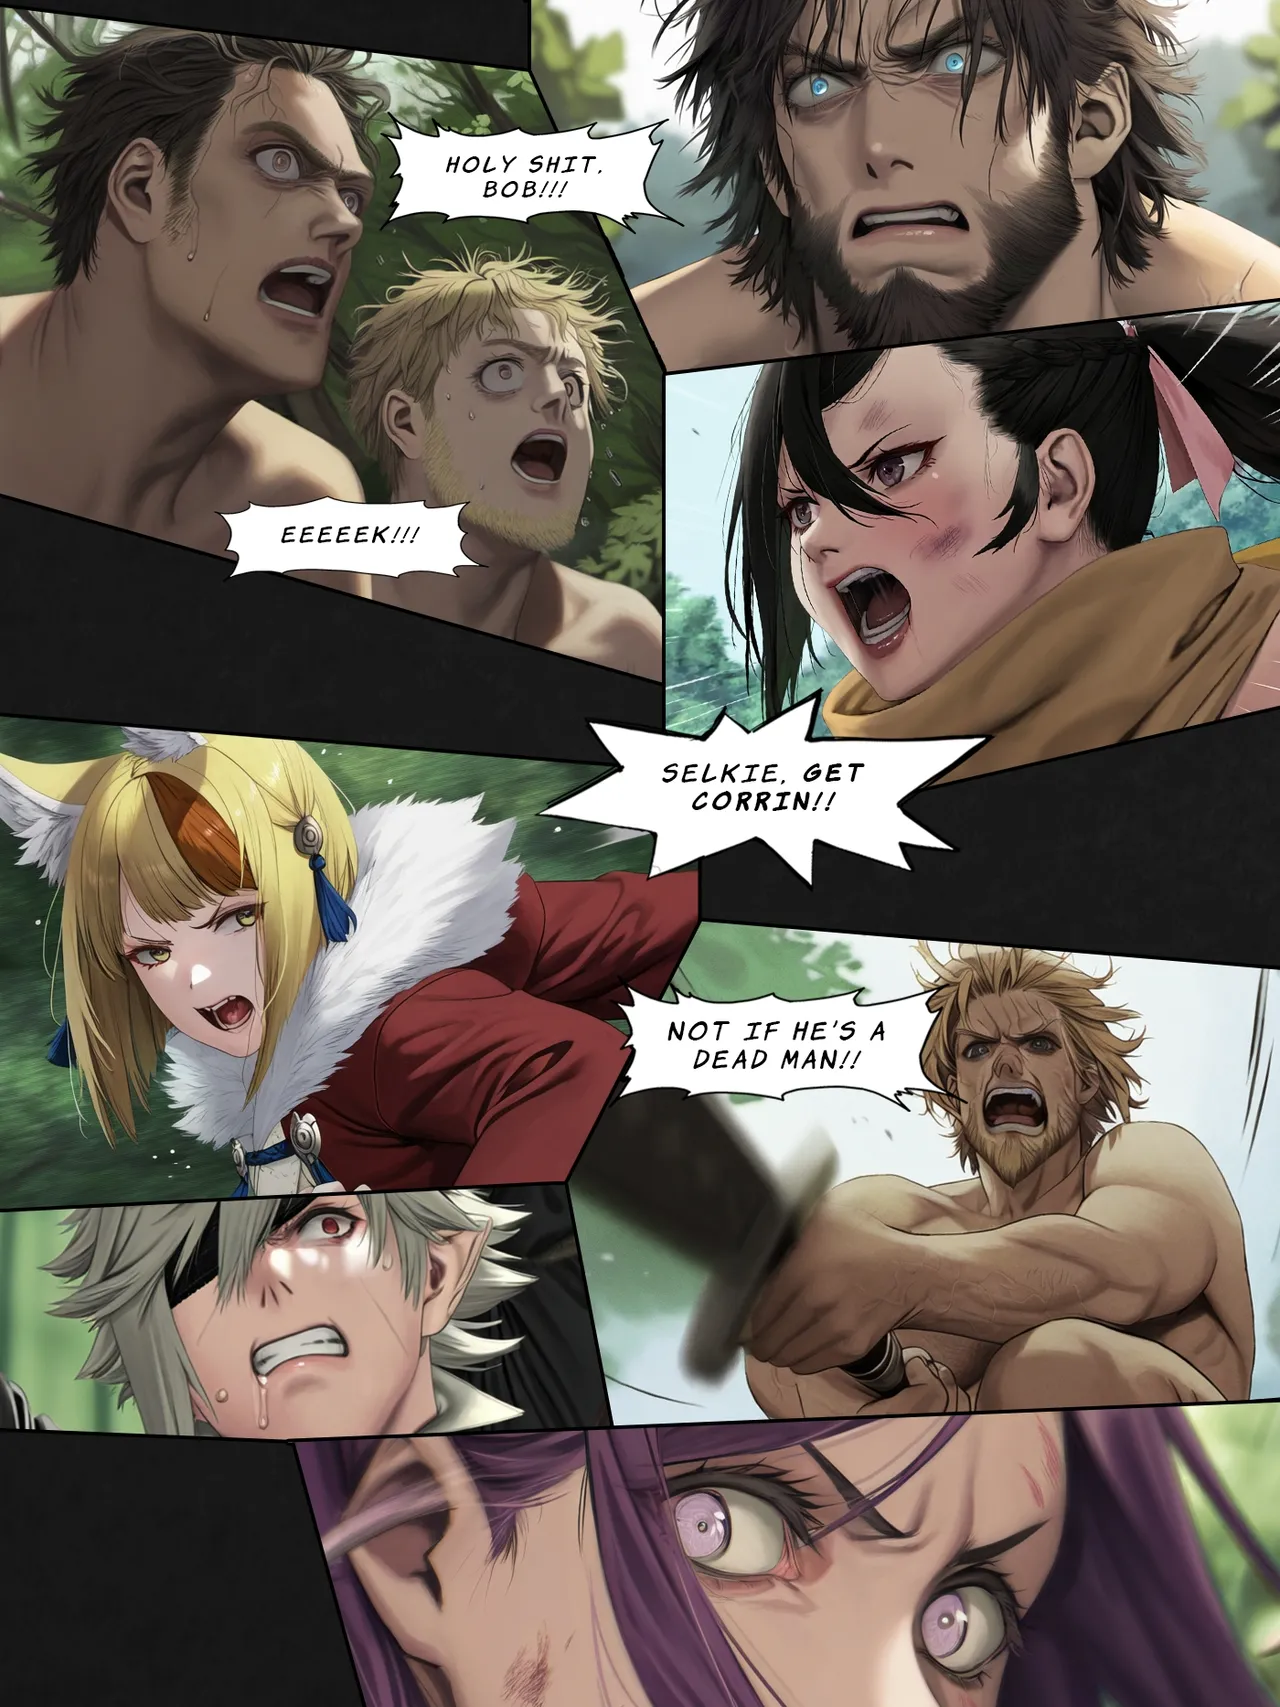 HOLY SHIT,
BOB!!!
EEEEEK!!!
SELKIE, GET
CORRIN!!
NOT IF HE'S A
DEAD MAN!!